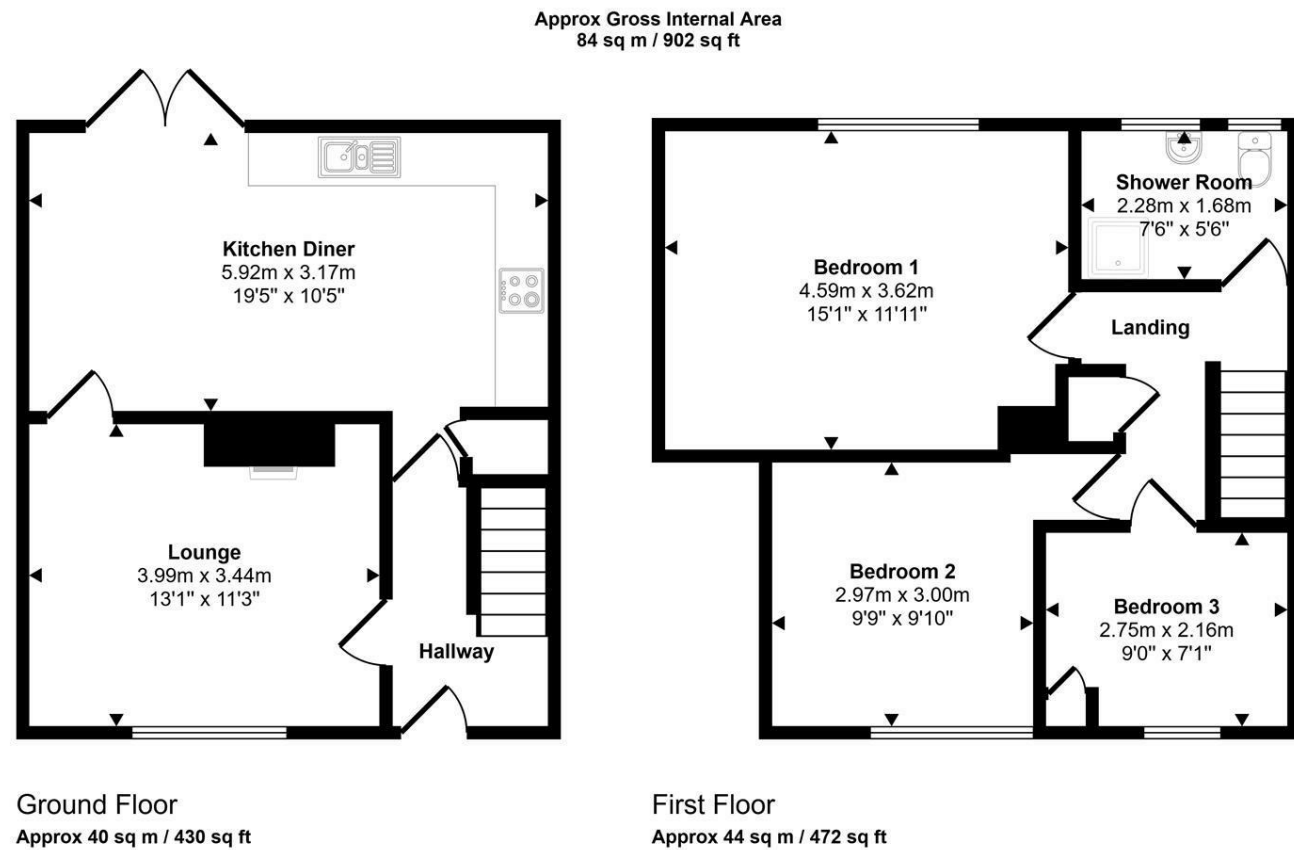 Approx Gross Internal Area
84 sq m / 902 sq ft
Kitchen Diner
5.92m x 3.17m
19'5" x 10'5"
Lounge
3.99m x 3.44m
13'1" x 11'3"
Hallway
Ground Floor
Approx 40 sq m / 430 sq ft
Bedroom 1
4.59m x 3.62m
15'1" x 11'11"
Shower Room
2.28m x 1.68m
7'6" x 5'6"
Landing
Bedroom 2
2.97m x 3.00m
9'9" x 9'10"
Bedroom 3
2.75m x 2.16m
9'0" x 7'1"
First Floor
Approx 44 sq m / 472 sq ft